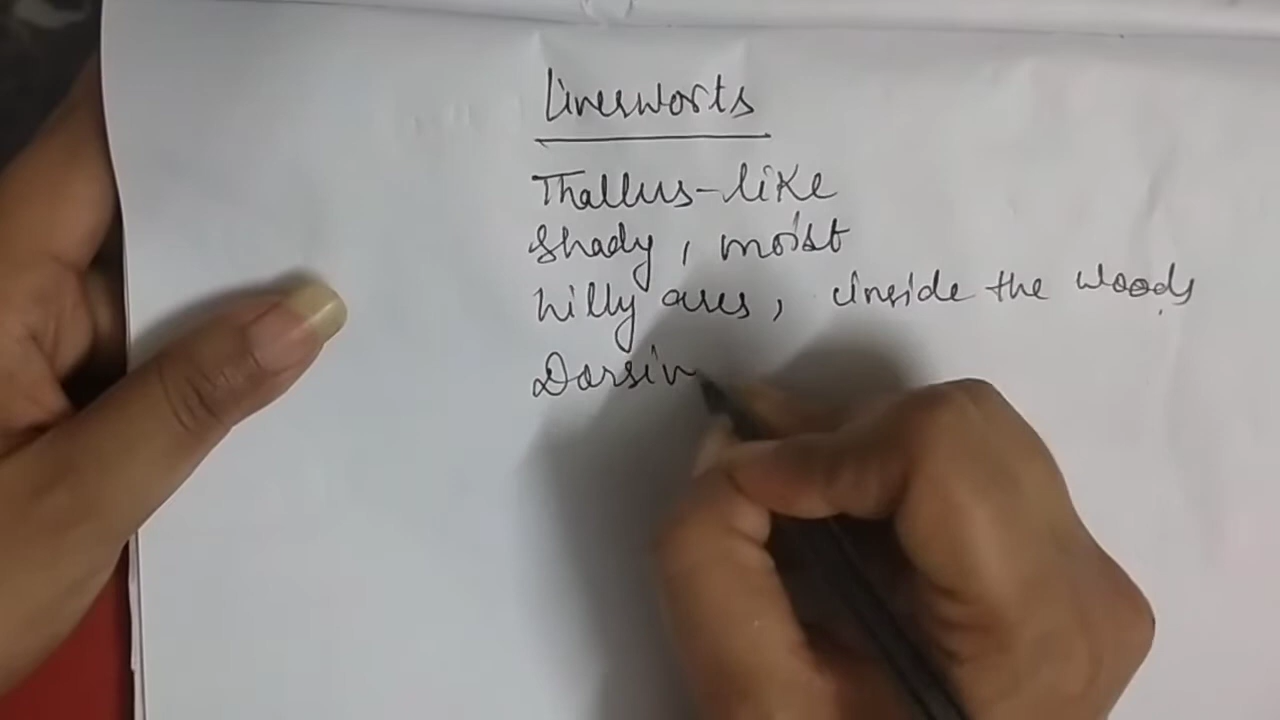 Liverworts
Thallus-like
Shady, moist
hilly ares, inside the woods
Dorsiv